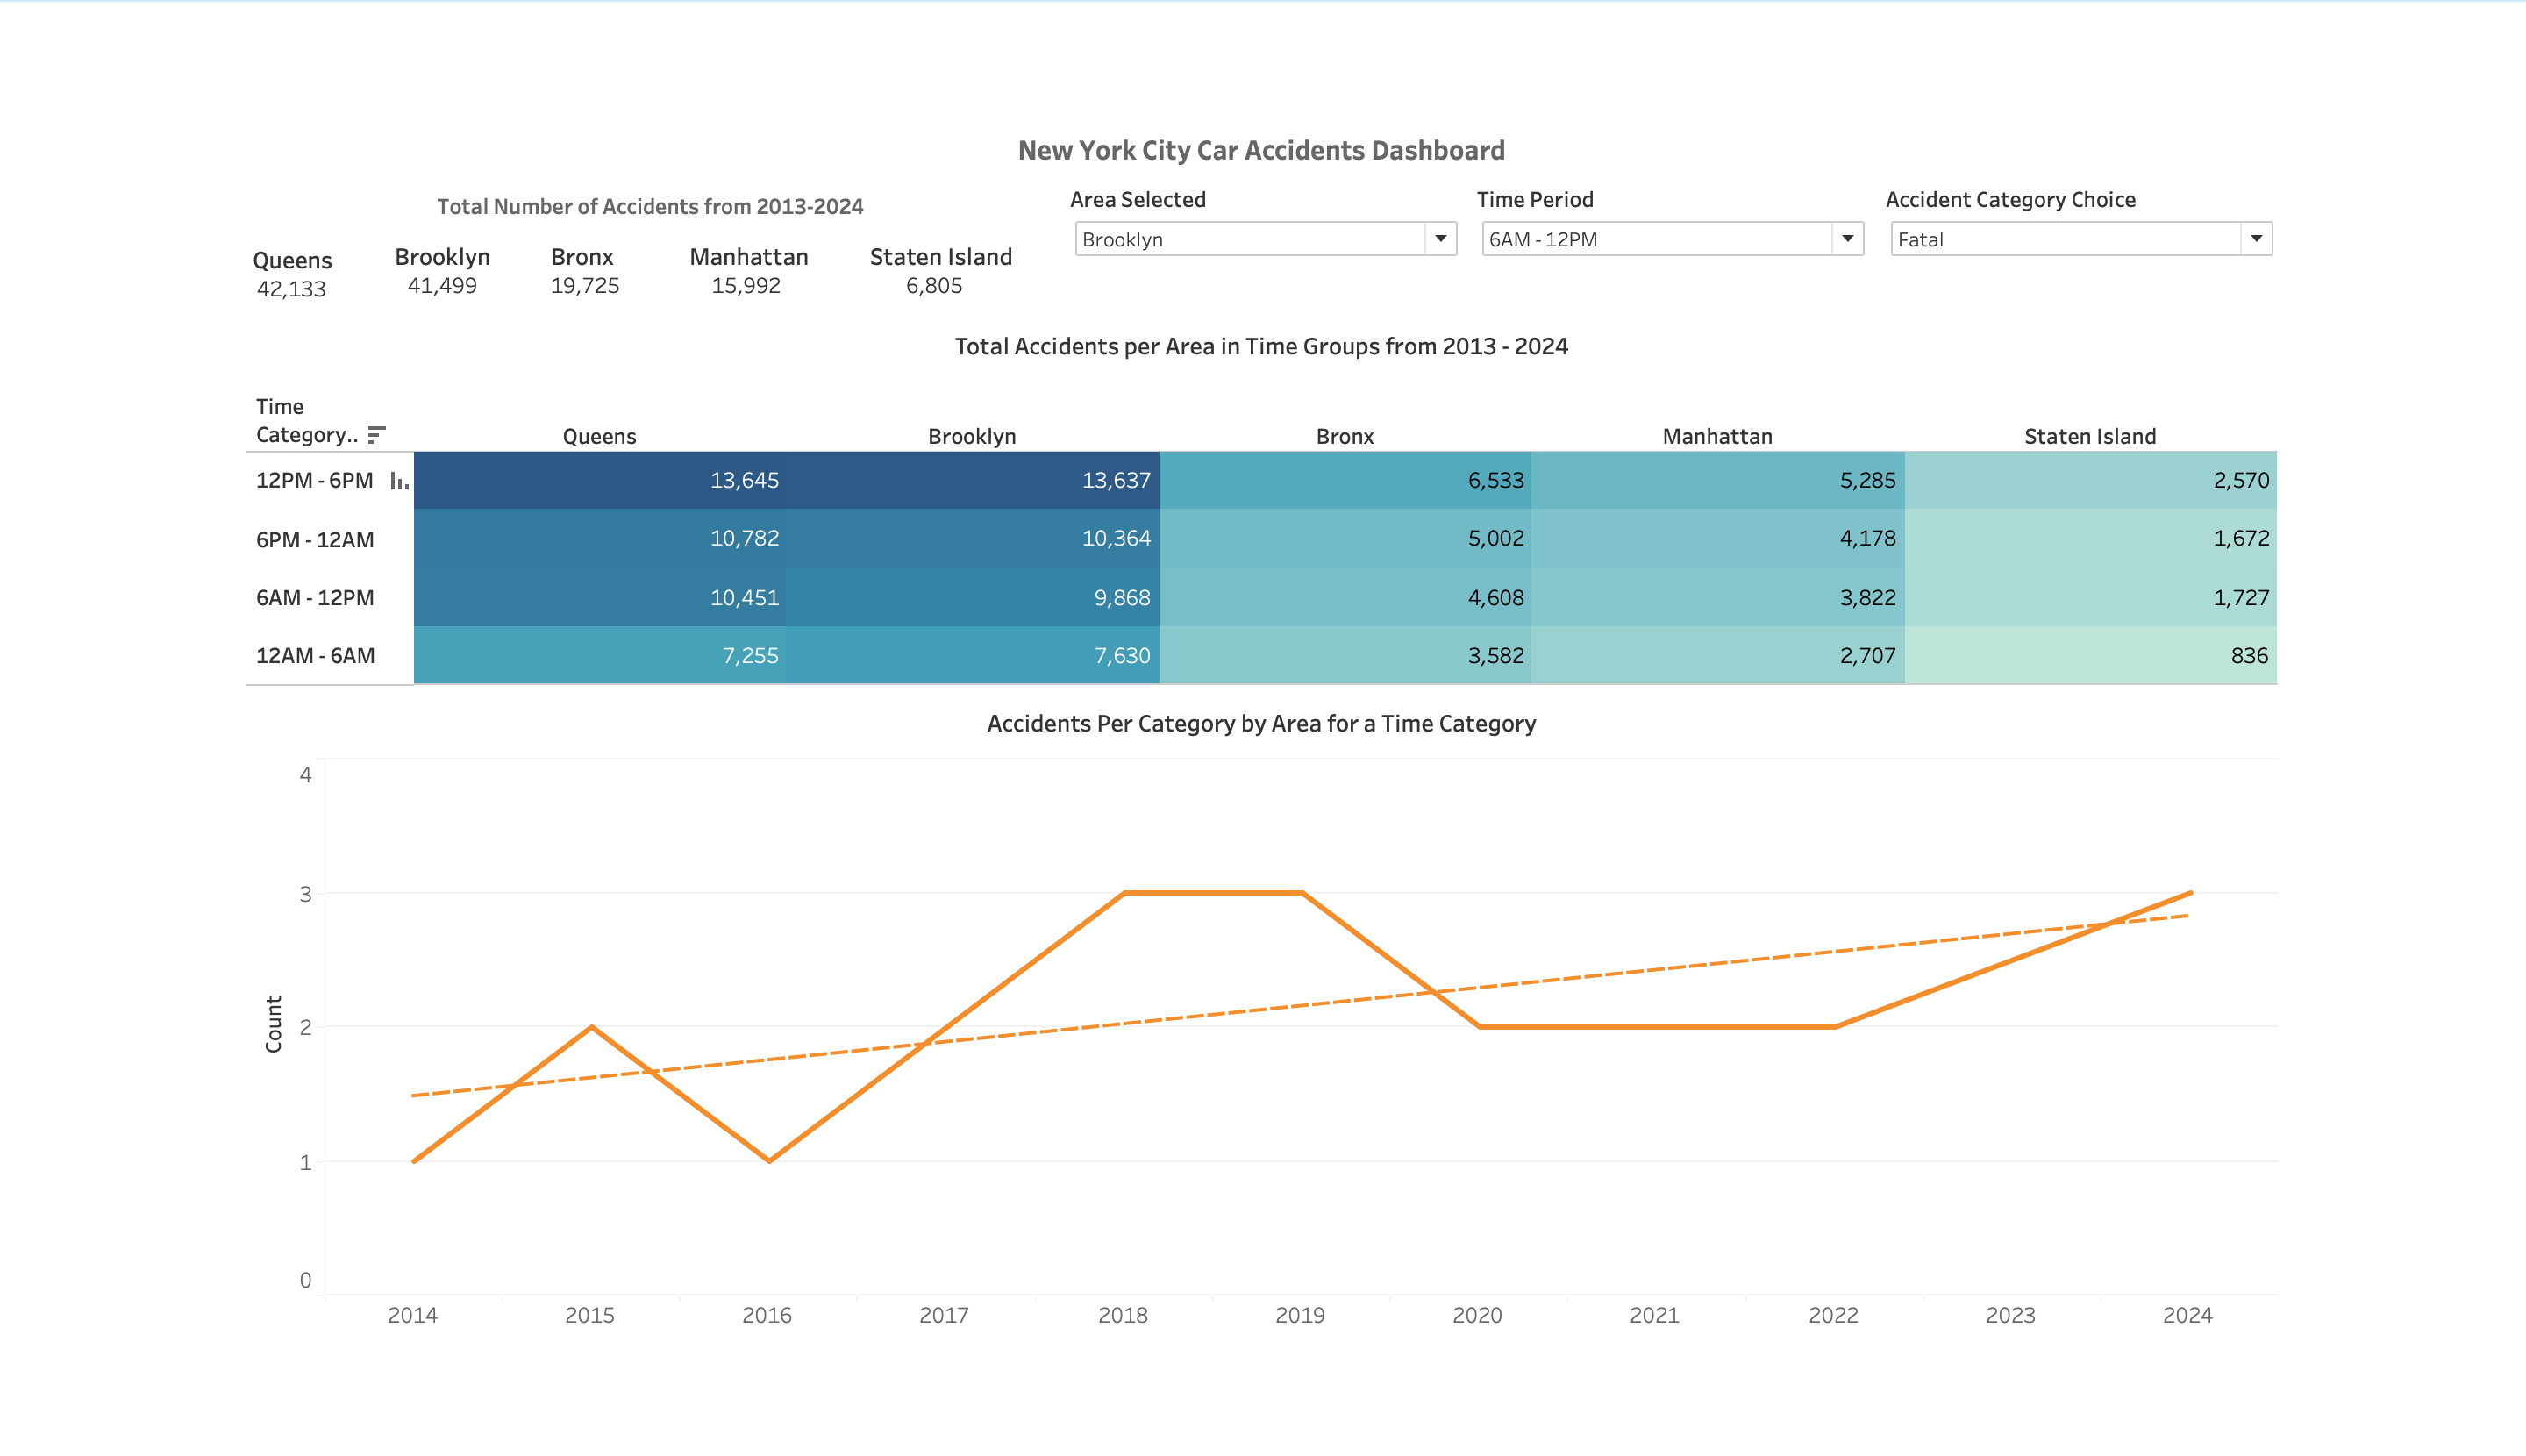 New York City Car Accidents Dashboard
Total Number of Accidents from 2013-2024
Queens Brooklyn Bronx Manhattan Staten Island
42,133 41,499 19,725 15,992 6,805
Area Selected Time Period Accident Category Choice
Brooklyn 6AM - 12PM Fatal
Total Accidents per Area in Time Groups from 2013 - 2024
Time
Category.. Queens Brooklyn Bronx Manhattan Staten Island
12PM - 6PM 13,645 13,637 6,533 5,285 2,570
6PM - 12AM 10,782 10,364 5,002 4,178 1,672
6AM - 12PM 10,451 9,868 4,608 3,822 1,727
12AM - 6AM 7,255 7,630 3,582 2,707 836
Accidents Per Category by Area for a Time Category
4
3
2
1
0
Count
2014 2015 2016 2017 2018 2019 2020 2021 2022 2023 2024